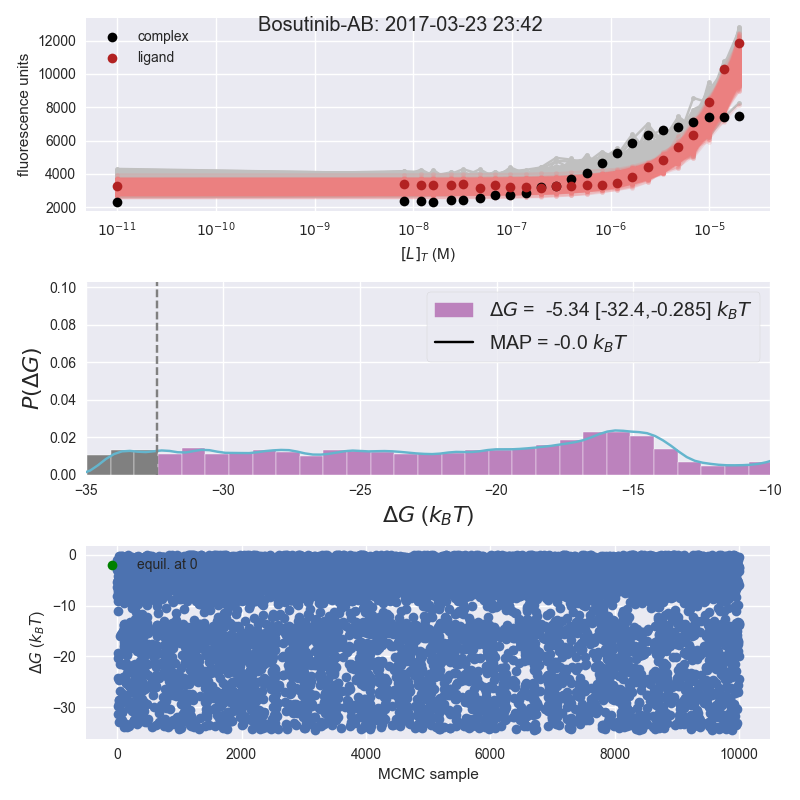 Bosutinib-AB: 2017-03-23 23:42
complex
ligand
fluorescence units
12000
10000
8000
6000
4000
2000
10⁻¹¹ 10⁻¹⁰ 10⁻⁹ 10⁻⁸ 10⁻⁷ 10⁻⁶ 10⁻⁵
[L]_T (M)
P(ΔG)
0.10
0.08
0.06
0.04
0.02
0.00
ΔG = -5.34 [-32.4,-0.285] k_BT
MAP = -0.0 k_BT
−35 −30 −25 −20 −15 −10
ΔG (k_BT)
ΔG (k_BT)
0
−10
−20
−30
equil. at 0
0 2000 4000 6000 8000 10000
MCMC sample